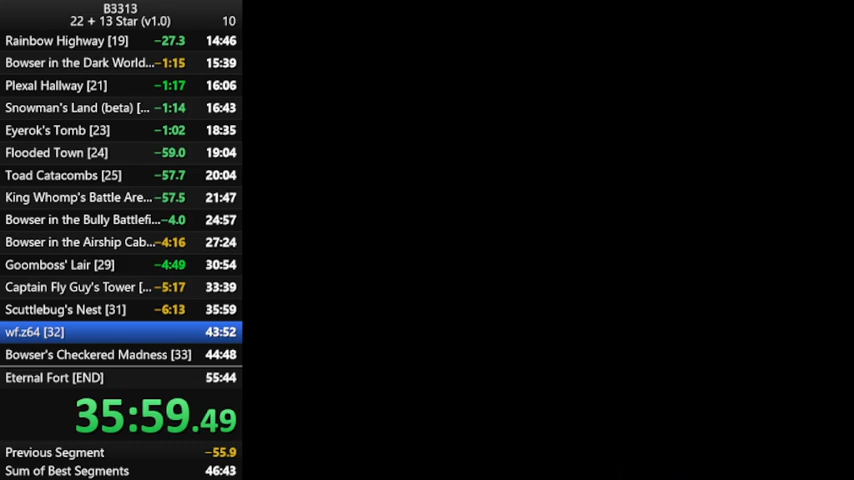 B3313
22 + 13 Star (v1.0) 10
Rainbow Highway [19] −27.3 14:46
Bowser in the Dark World... −1:15 15:39
Plexal Hallway [21] −1:17 16:06
Snowman's Land (beta) [... −1:14 16:43
Eyerok's Tomb [23] −1:02 18:35
Flooded Town [24] −59.0 19:04
Toad Catacombs [25] −57.7 20:04
King Whomp's Battle Are... −57.5 21:47
Bowser in the Bully Battlefi... −4.0 24:57
Bowser in the Airship Cab... −4:16 27:24
Goomboss' Lair [29] −4:49 30:54
Captain Fly Guy's Tower [... −5:17 33:39
Scuttlebug's Nest [31] −6:13 35:59
wf.z64 [32] 43:52
Bowser's Checkered Madness [33] 44:48
Eternal Fort [END] 55:44
35:59.49
Previous Segment −55.9
Sum of Best Segments 46:43